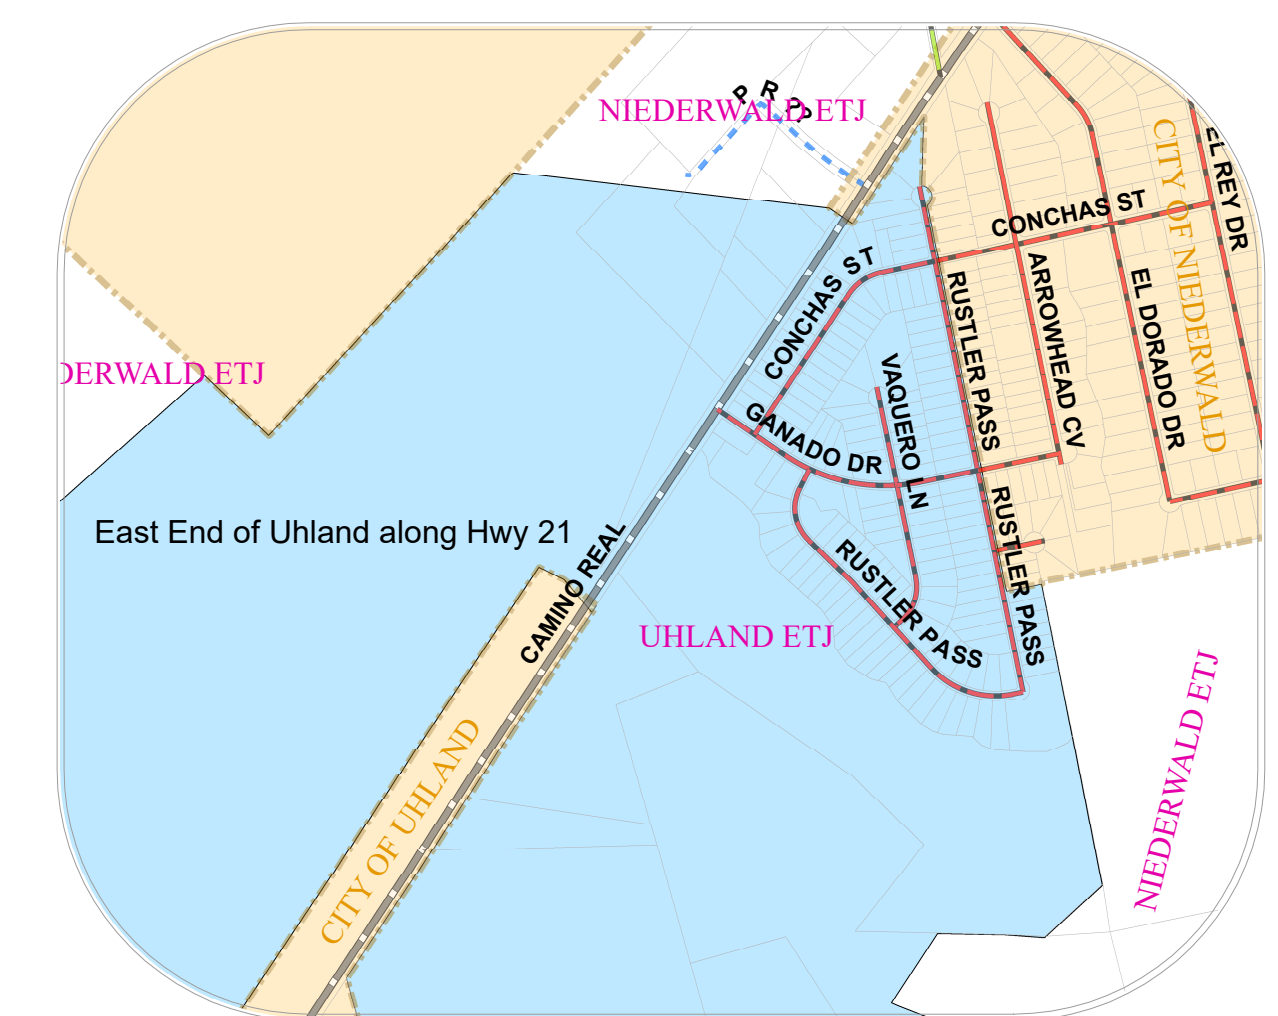 NIEDERWALD ETJ
EL REY DR
CITY OF NIEDERWALD
CONCHAS ST
CONCHAS ST
RUSTLER PASS
ARROWHEAD CV
EL DORADO DR
DERWALD ETJ
VAQUERO LN
GANADO DR
East End of Uhland along Hwy 21
CAMINO REAL
RUSTLER PASS
RUSTLER PASS
UHLAND ETJ
NIEDERWALD ETJ
CITY OF UHLAND